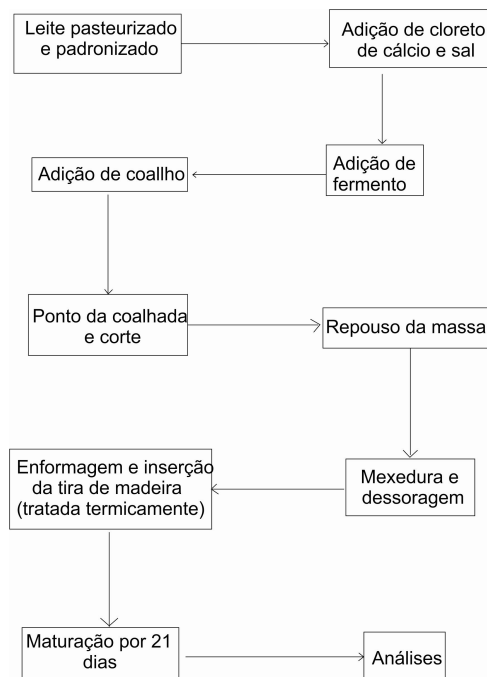 Leite pasteurizado
e padronizado
Adição de cloreto
de cálcio e sal
Adição de
fermento
Adição de coallho
Ponto da coalhada
e corte
Repouso da massa
Mexedura e
dessoragem
Enformagem e inserção
da tira de madeira
(tratada termicamente)
Maturação por 21
dias
Análises